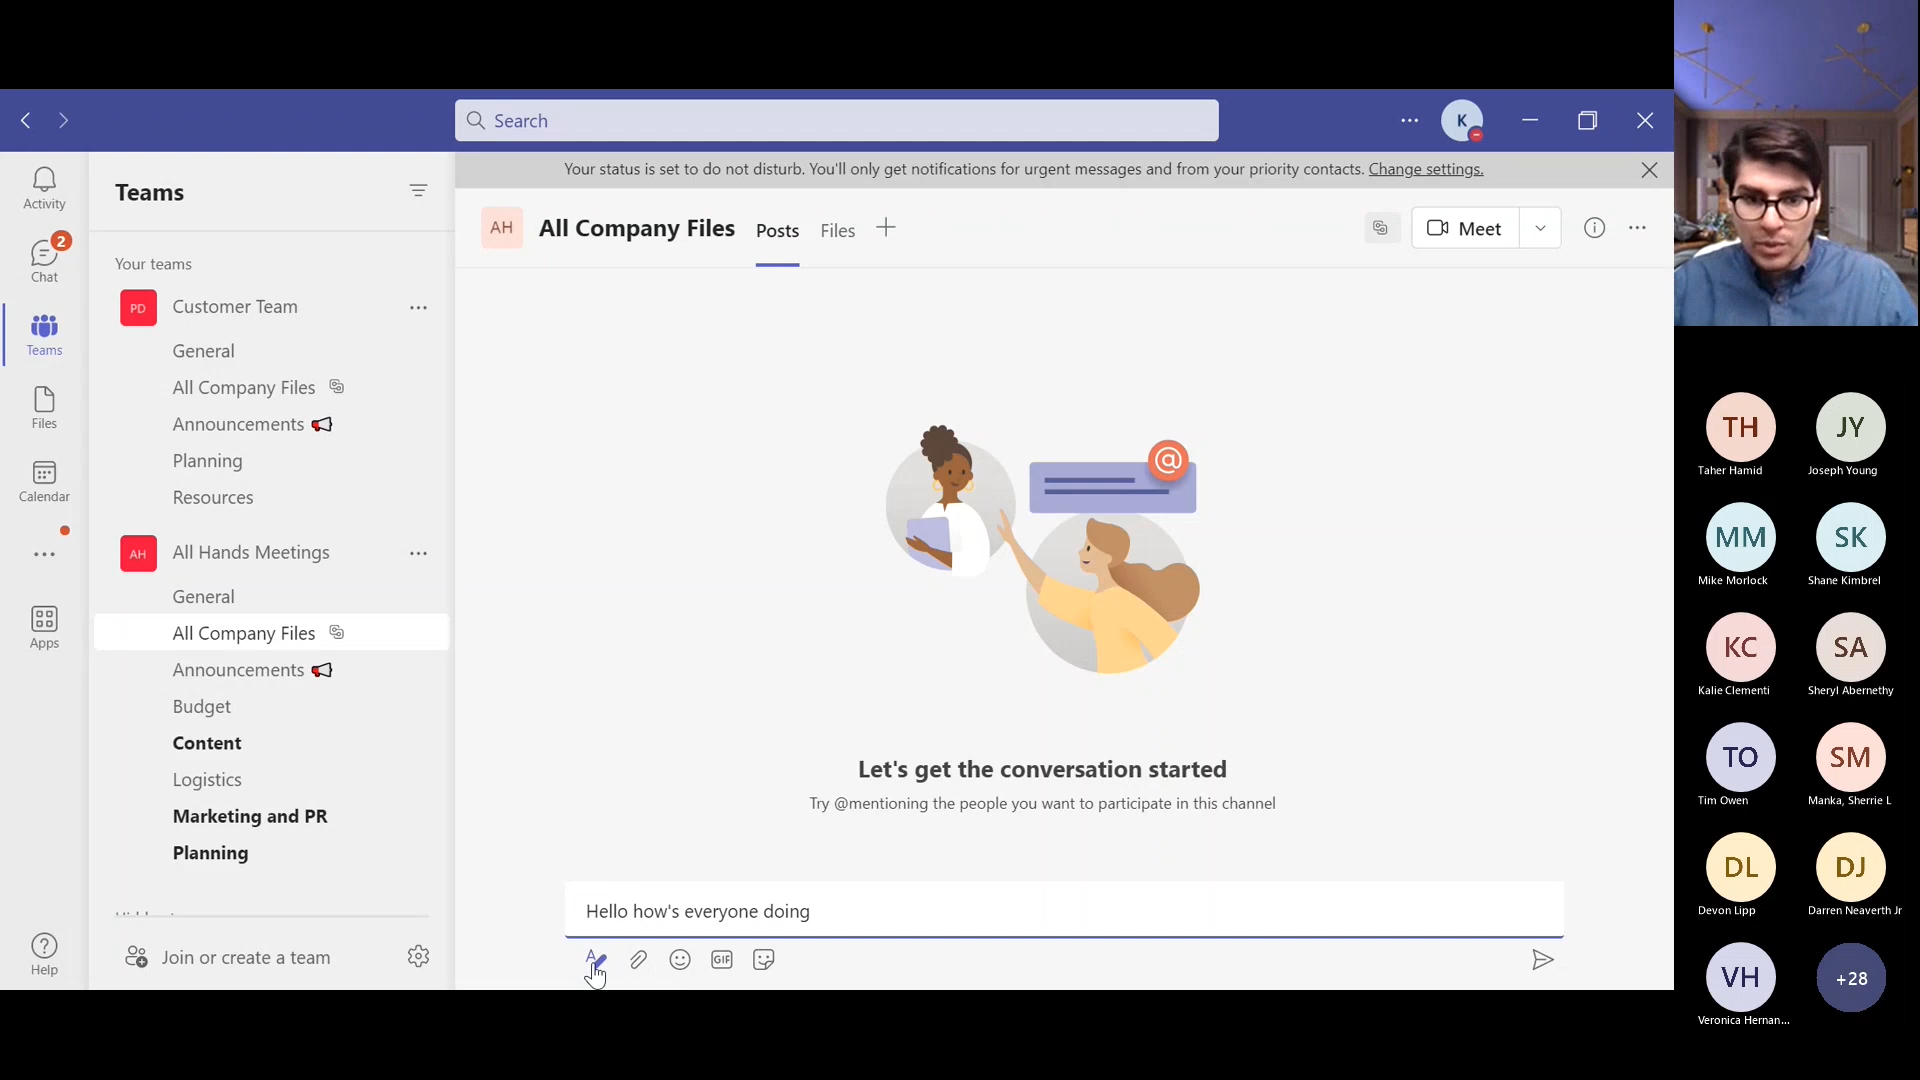 Search
K
Your status is set to do not disturb. You'll only get notifications for urgent messages and from your priority contacts. Change settings.
Activity
2
Chat
Teams
Files
Calendar
Apps
Help
Teams
Your teams
PD Customer Team
General
All Company Files
Announcements
Planning
Resources
AH All Hands Meetings
General
All Company Files
Announcements
Budget
Content
Logistics
Marketing and PR
Planning
Join or create a team
AH All Company Files Posts Files
Meet
@
Let's get the conversation started
Try @mentioning the people you want to participate in this channel
Hello how's everyone doing
GIF
TH
Taher Hamid
JY
Joseph Young
MM
Mike Morlock
SK
Shane Kimbrel
KC
Kalie Clementi
SA
Sheryl Abernethy
TO
Tim Owen
SM
Manka, Sherrie L
DL
Devon Lipp
DJ
Darren Neaverth Jr
VH
Veronica Hernan...
+28